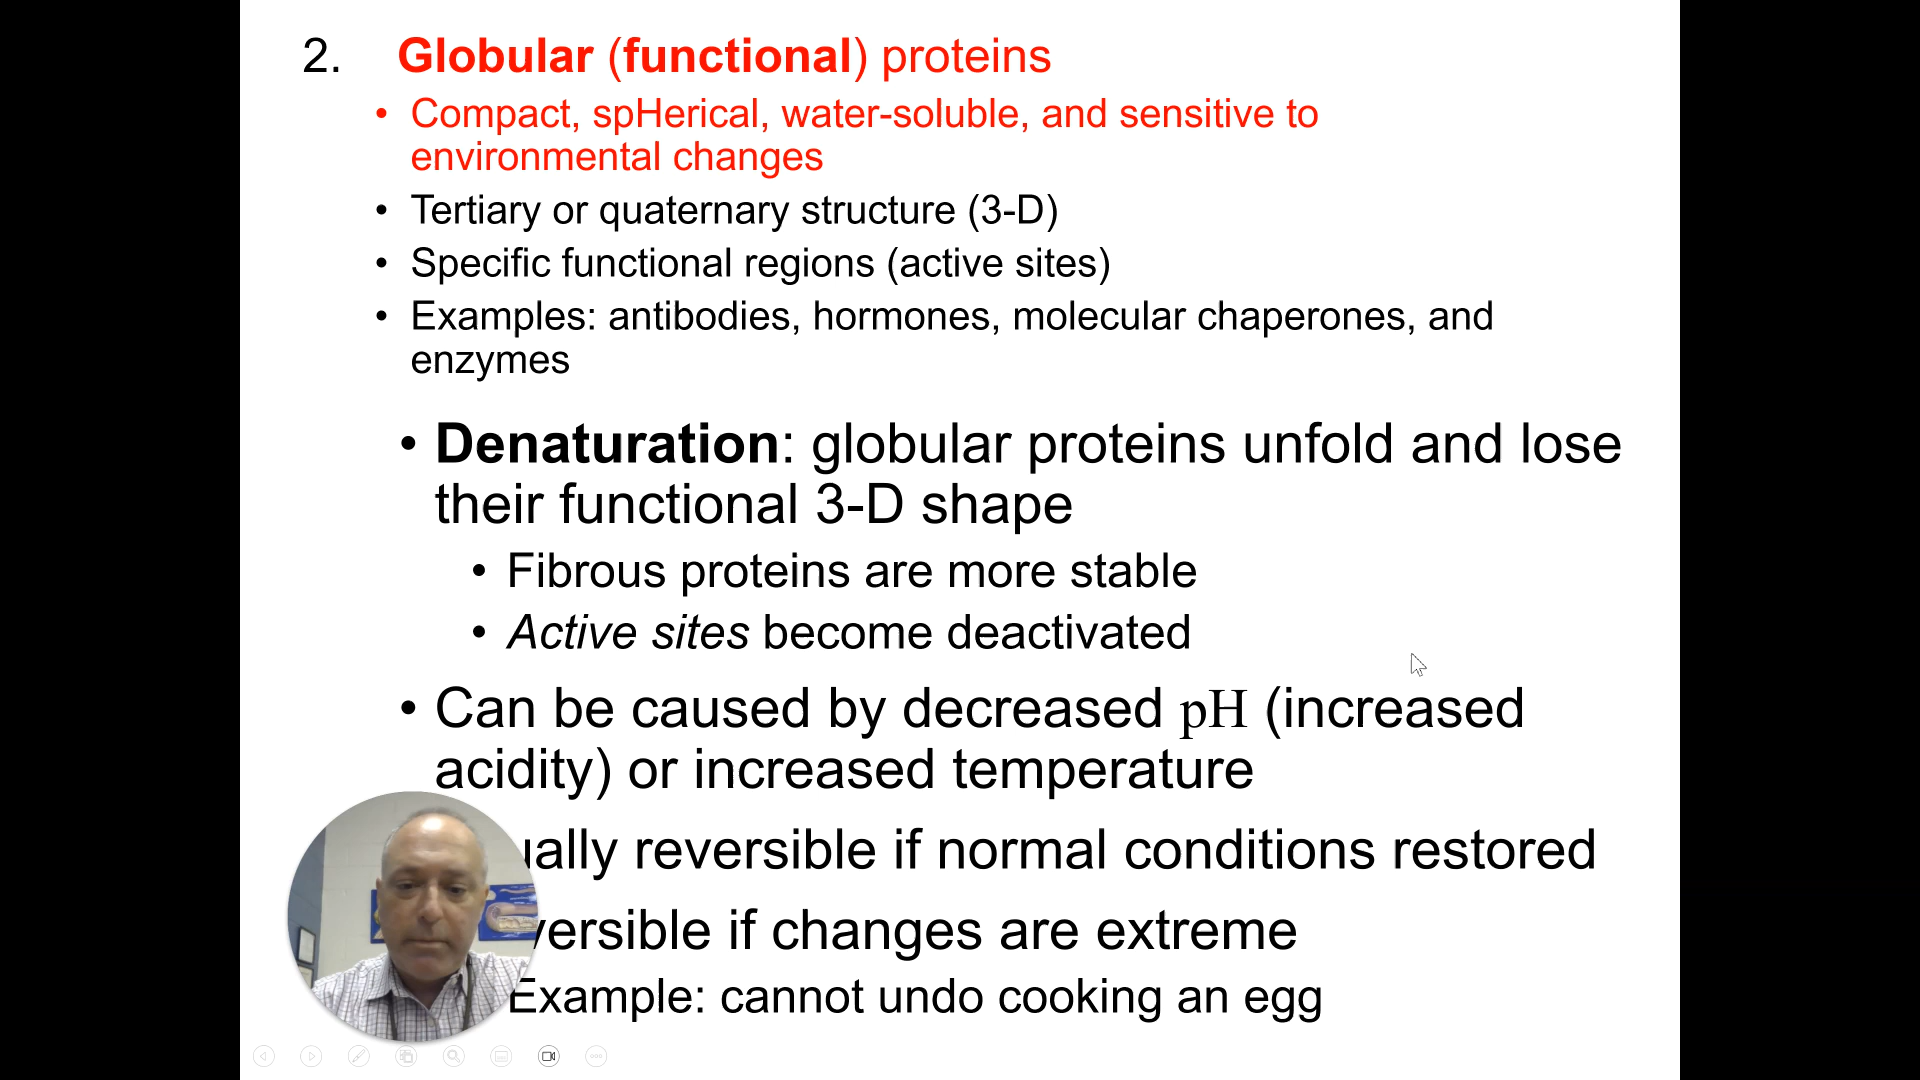 2. Globular (functional) proteins
• Compact, spHerical, water-soluble, and sensitive to
environmental changes
• Tertiary or quaternary structure (3-D)
• Specific functional regions (active sites)
• Examples: antibodies, hormones, molecular chaperones, and
enzymes
• Denaturation: globular proteins unfold and lose
their functional 3-D shape
• Fibrous proteins are more stable
• Active sites become deactivated
• Can be caused by decreased pH (increased
acidity) or increased temperature
ually reversible if normal conditions restored
versible if changes are extreme
Example: cannot undo cooking an egg